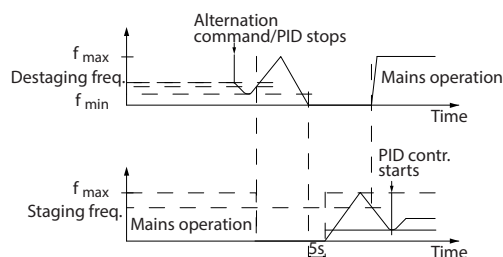 Alternation
command/PID stops
f max
Destaging freq.
f min
Mains operation
Time
PID contr.
starts
f max
Staging freq.
Mains operation
5s
Time